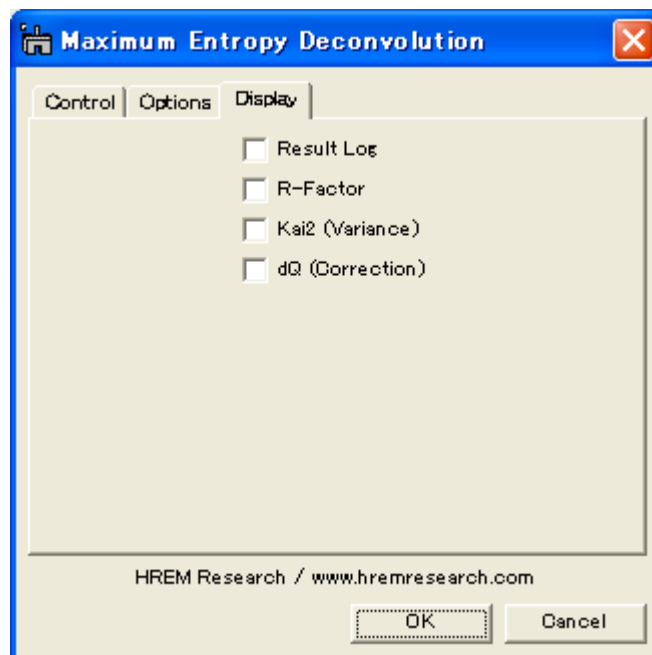 Maximum Entropy Deconvolution
Control Options Display
Result Log
R-Factor
Kai2 (Variance)
dQ (Correction)
HREM Research / www.hremresearch.com
OK Cancel